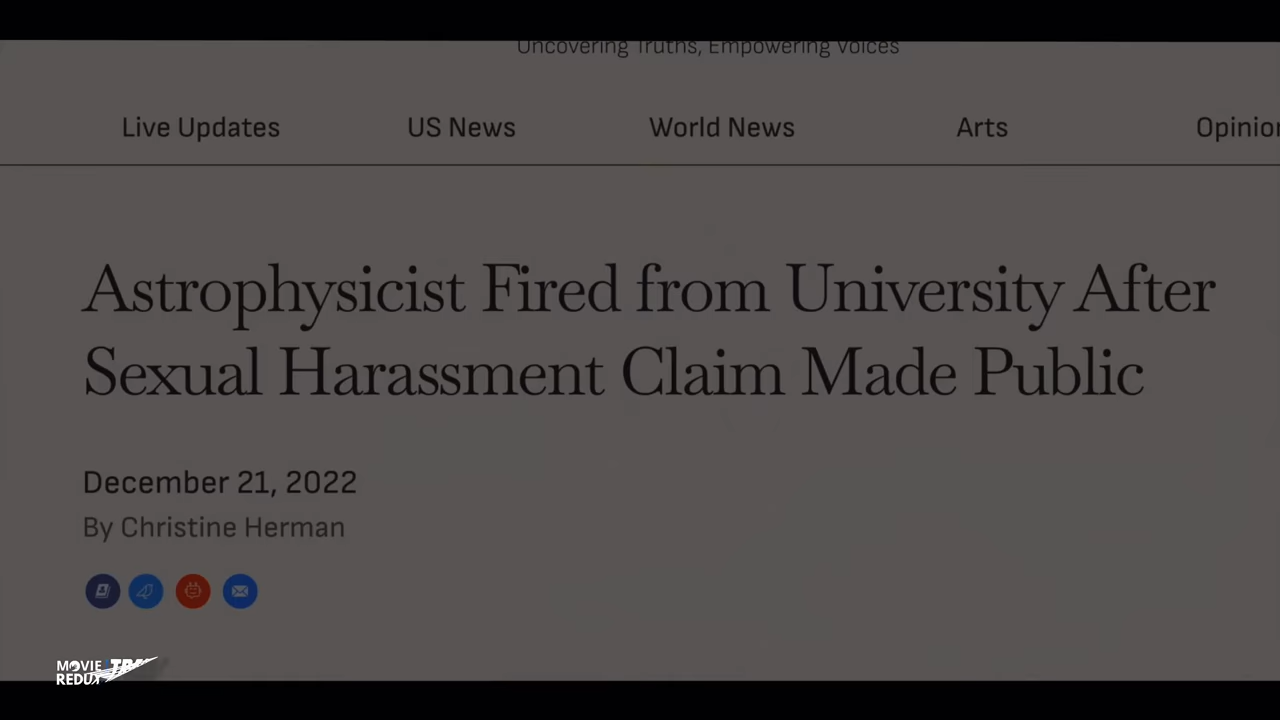 Uncovering Truths, Empowering Voices
Live Updates US News World News Arts Opinion
Astrophysicist Fired from University After
Sexual Harassment Claim Made Public
December 21, 2022
By Christine Herman
MOVIE
REDUX